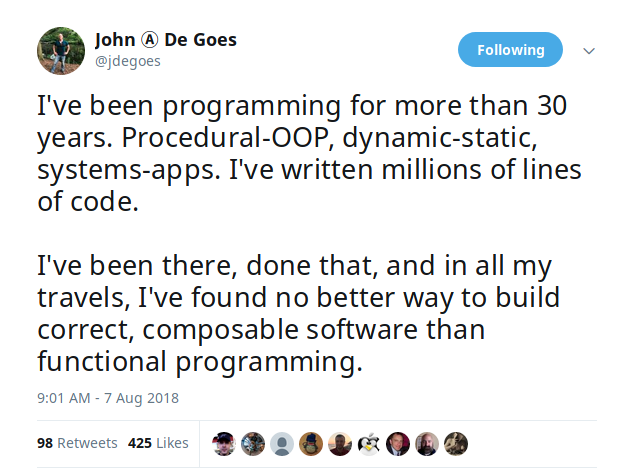 John Ⓐ De Goes
@jdegoes
Following
I've been programming for more than 30
years. Procedural-OOP, dynamic-static,
systems-apps. I've written millions of lines
of code.
I've been there, done that, and in all my
travels, I've found no better way to build
correct, composable software than
functional programming.
9:01 AM - 7 Aug 2018
98 Retweets 425 Likes